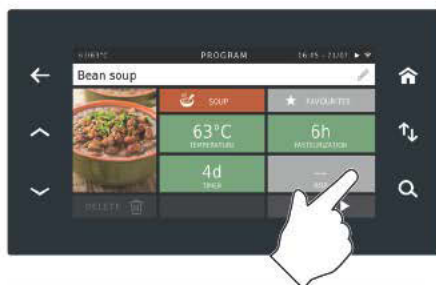 PROGRAM
Bean soup
SOUP
FAVOURITES
63°C
TEMPERATURE
6h
PASTEURIZATION
4d
TIMER
DELETE